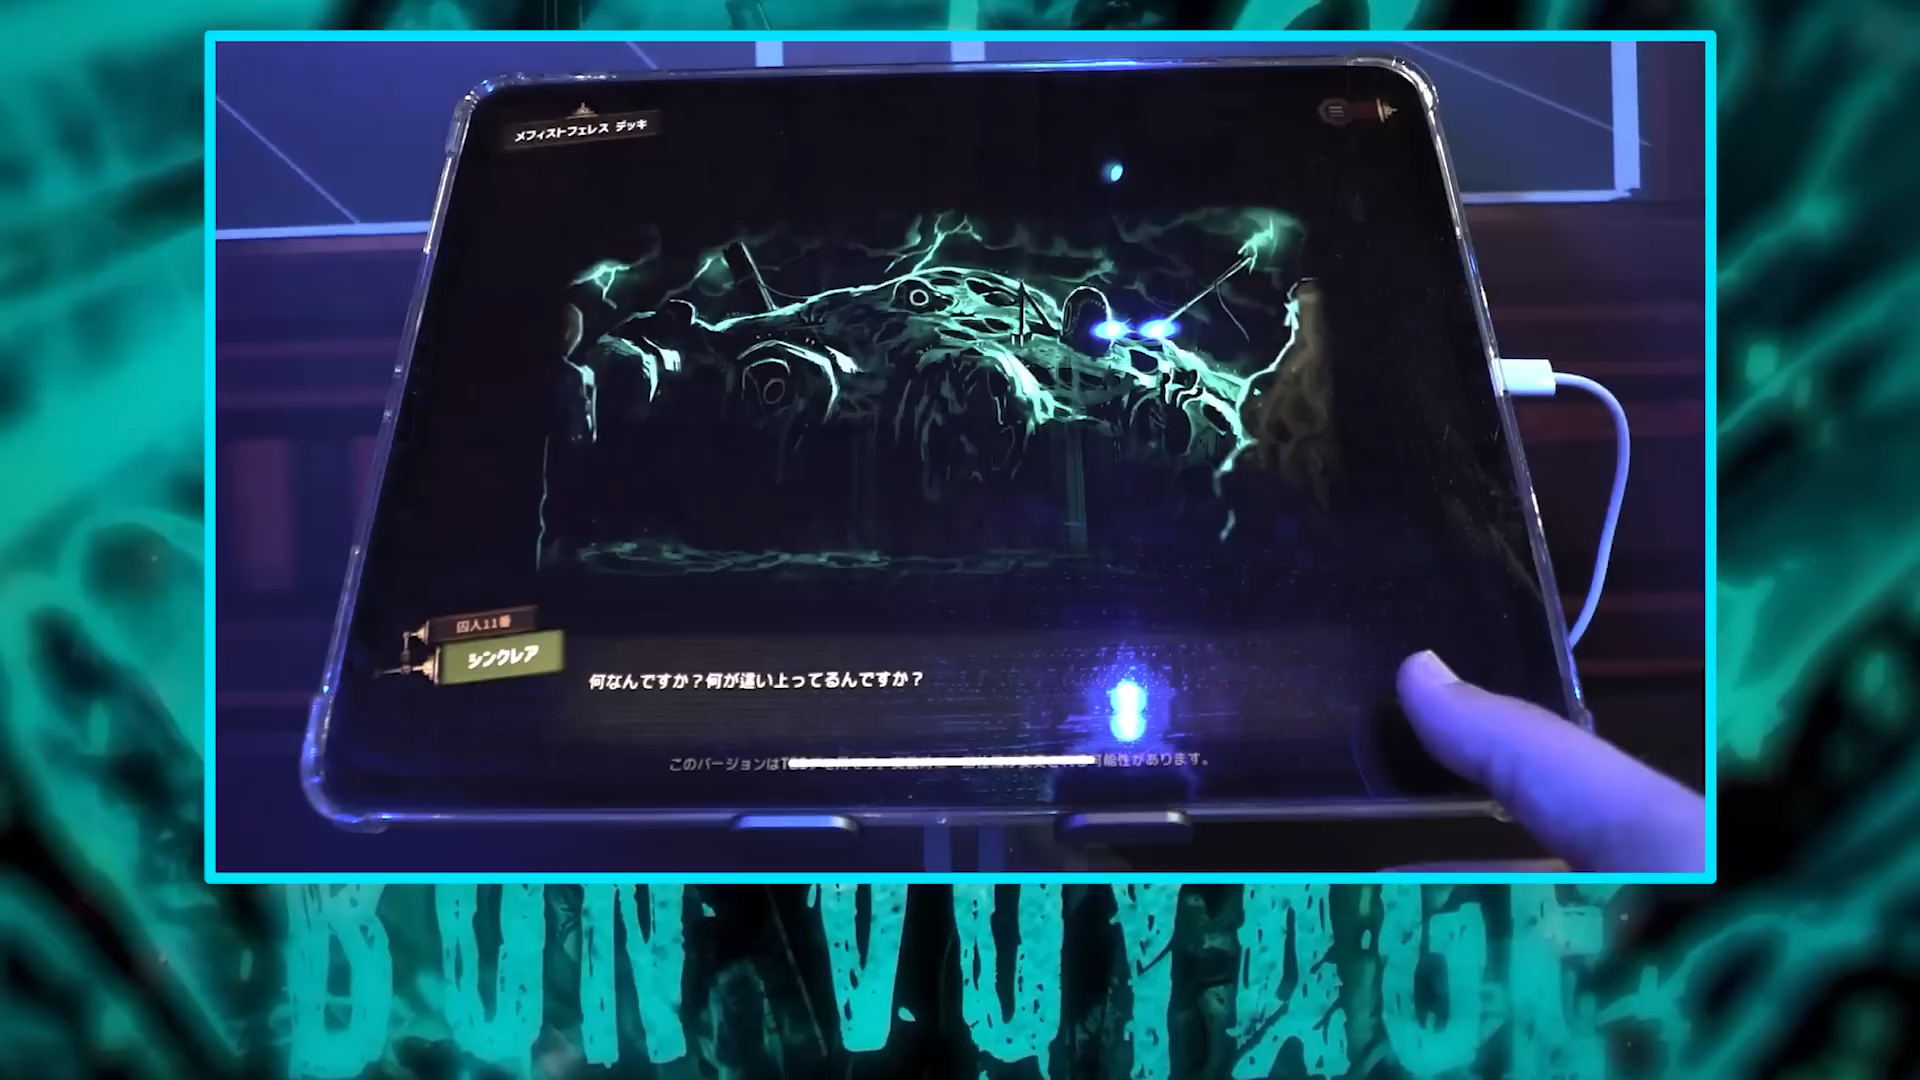 メフィストフェレス デッキ
囚人11番
シンクレア
何なんですか？何が這い上ってるんですか？
このバージョンは
可能性があります。
BON VOYAGE